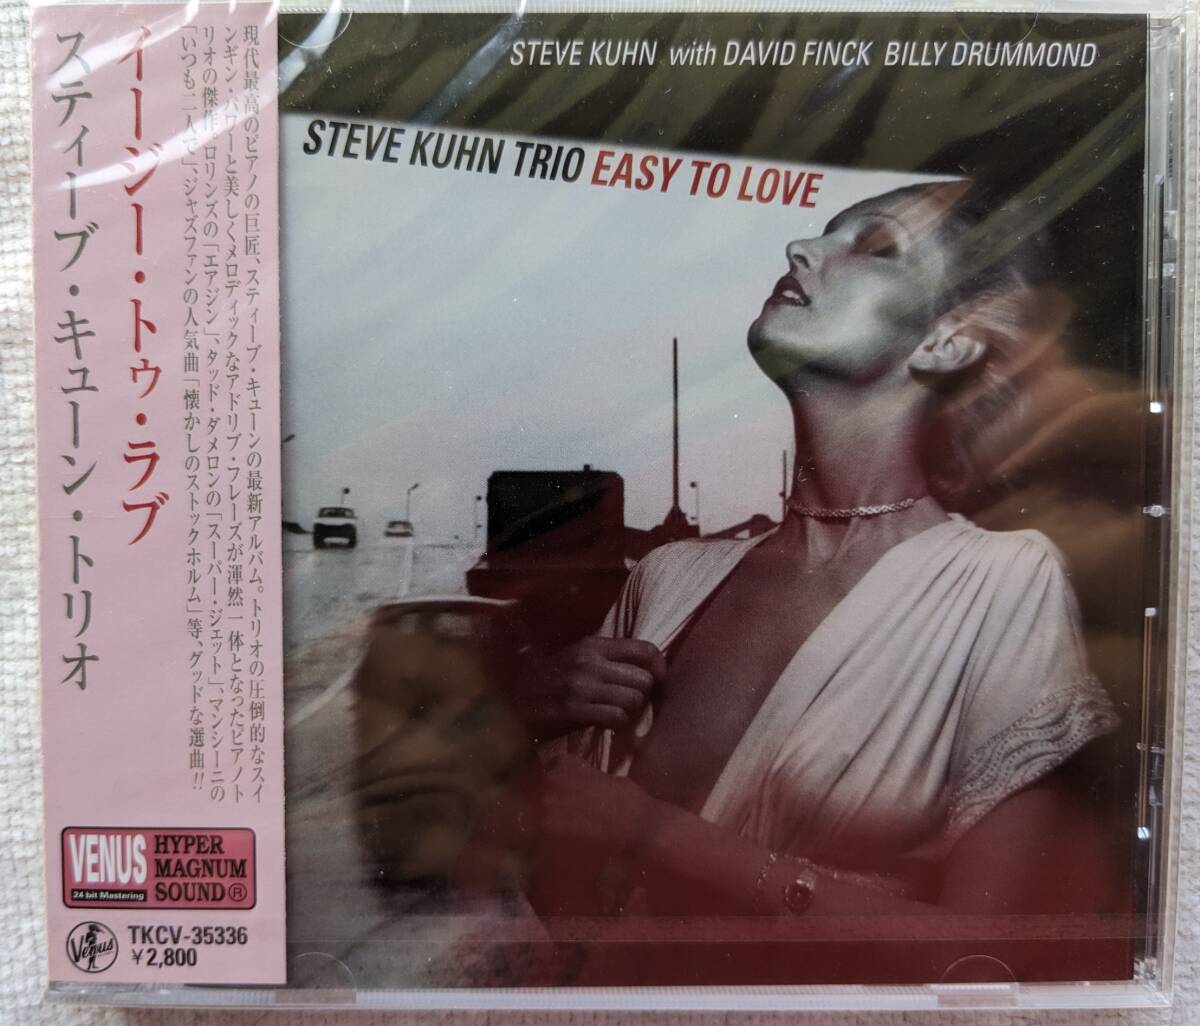 イージー・トゥ・ラブ
スティーブ・キューン・トリオ
現代最高のピアノの巨匠、スティーブ・キューンの最新アルバム。トリオの圧倒的なスイ
ンギン・パワーと美しくメロディックなアドリブ・フレーズが渾然一体となったピアノト
リオの傑作。ロリンズの「エアジン」、タッド・ダメロンの「スーパー・ジェット」、マンシーニの
「いつも二人で」、ジャズファンの人気曲「懐かしのストックホルム」等、グッドな選曲!!
VENUS
24 bit Mastering
HYPER
MAGNUM
SOUND®
Venus
TKCV-35336
¥2,800
STEVE KUHN with DAVID FINCK BILLY DRUMMOND
STEVE KUHN TRIO EASY TO LOVE